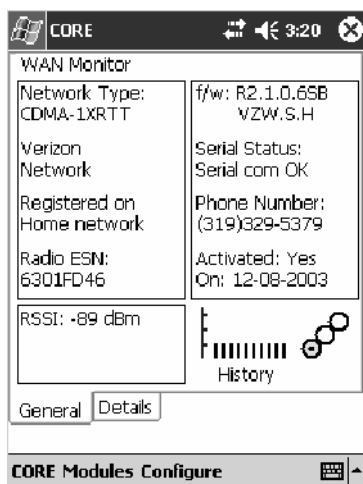 CORE 3:20
WAN Monitor
Network Type:
CDMA-1XRTT
Verizon
Network
Registered on
Home network
Radio ESN:
6301FD46
f/w: R2.1.0.6SB
VZW.S.H
Serial Status:
Serial com OK
Phone Number:
(319)329-5379
Activated: Yes
On: 12-08-2003
RSSI: -89 dBm
History
General Details
CORE Modules Configure